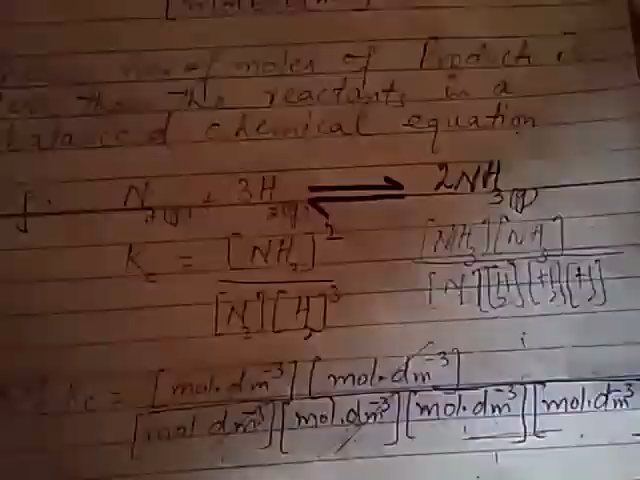 of moles of Product
the reactants in a
balanced chemical equation
N₂(g) + 3H₂(g) ⇌ 2NH₃(g)
Kc = [NH₃]² / [N₂][H₂]³ [NH₃][NH₃] / [N₂][H₂][H₂][H₂]
Kc = [mol.dm⁻³][mol.dm⁻³] / [mol.dm⁻³][mol.dm⁻³][mol.dm⁻³][mol.dm⁻³